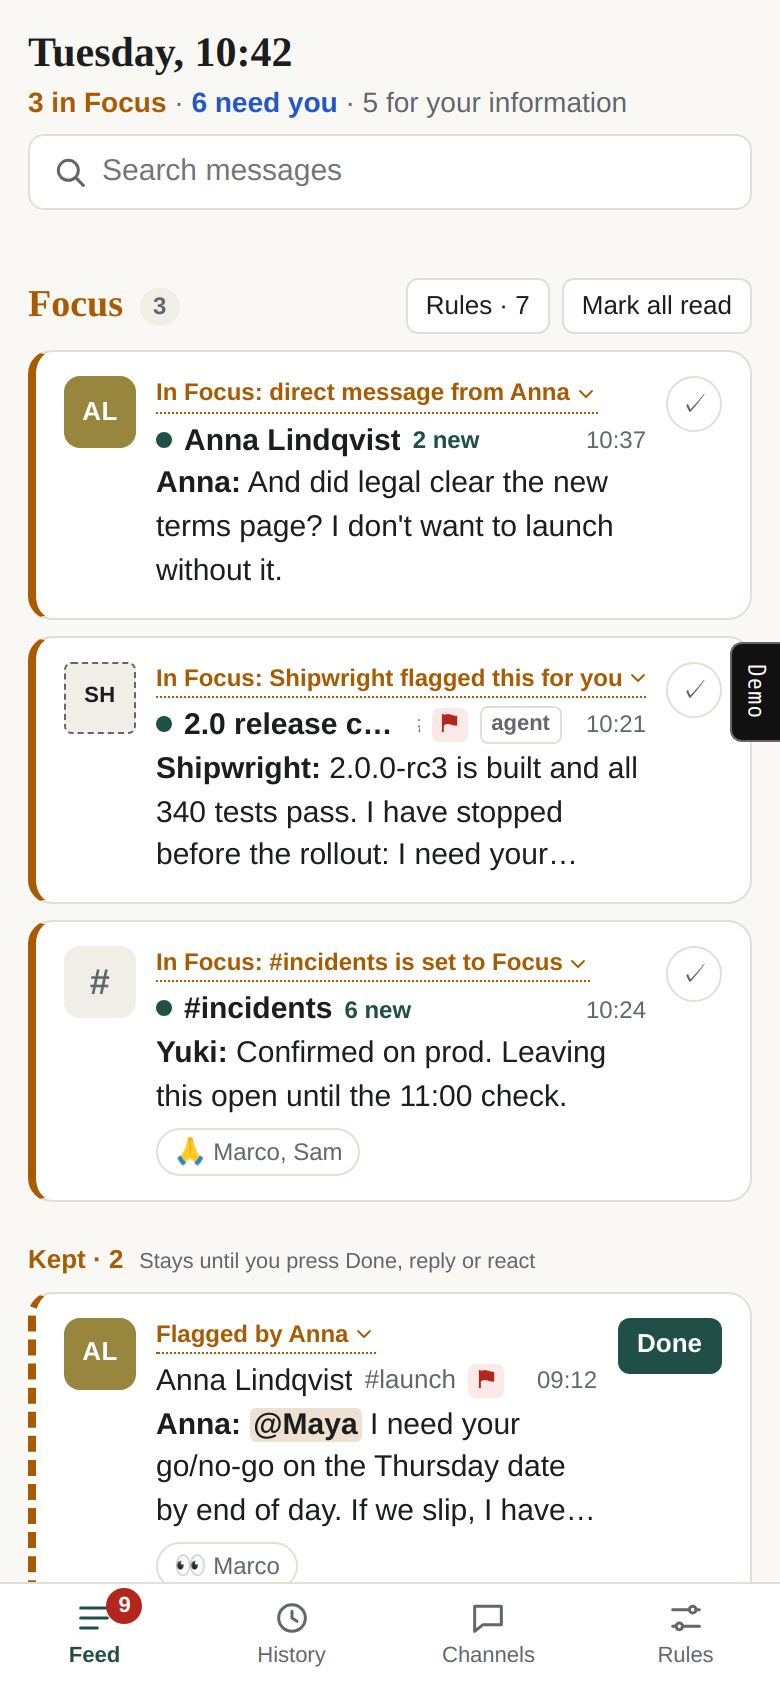 Tuesday, 10:42
3 in Focus · 6 need you · 5 for your information
Search messages
Focus 3 Rules · 7 Mark all read
AL In Focus: direct message from Anna ✓
Anna Lindqvist 2 new 10:37
Anna: And did legal clear the new
terms page? I don't want to launch
without it.
SH In Focus: Shipwright flagged this for you ✓
2.0 release c… agent 10:21
Shipwright: 2.0.0-rc3 is built and all
340 tests pass. I have stopped
before the rollout: I need your…
Demo
# In Focus: #incidents is set to Focus ✓
#incidents 6 new 10:24
Yuki: Confirmed on prod. Leaving
this open until the 11:00 check.
🙏 Marco, Sam
Kept · 2 Stays until you press Done, reply or react
AL Flagged by Anna Done
Anna Lindqvist #launch 09:12
Anna: @Maya I need your
go/no-go on the Thursday date
by end of day. If we slip, I have…
👀 Marco
9
Feed History Channels Rules